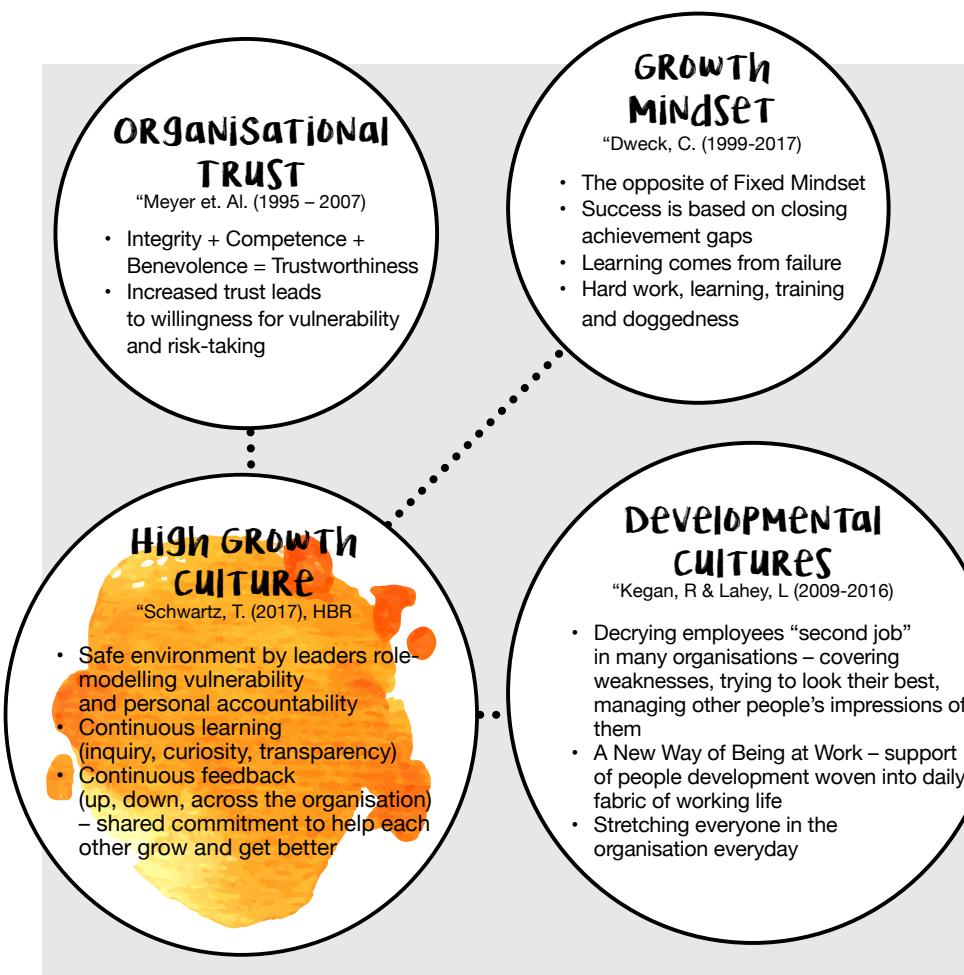 ORGANISATIONAL
TRUST
“Meyer et. Al. (1995 – 2007)
• Integrity + Competence +
Benevolence = Trustworthiness
• Increased trust leads
to willingness for vulnerability
and risk-taking
GROWTH
MINDSET
“Dweck, C. (1999-2017)
• The opposite of Fixed Mindset
• Success is based on closing
achievement gaps
• Learning comes from failure
• Hard work, learning, training
and doggedness
HIGH GROWTH
CULTURE
“Schwartz, T. (2017), HBR
• Safe environment by leaders role-
modelling vulnerability
and personal accountability
• Continuous learning
(inquiry, curiosity, transparency)
• Continuous feedback
(up, down, across the organisation)
– shared commitment to help each
other grow and get better
DEVELOPMENTAL
CULTURES
“Kegan, R & Lahey, L (2009-2016)
• Decrying employees “second job”
in many organisations – covering
weaknesses, trying to look their best,
managing other people’s impressions of
them
• A New Way of Being at Work – support
of people development woven into daily
fabric of working life
• Stretching everyone in the
organisation everyday